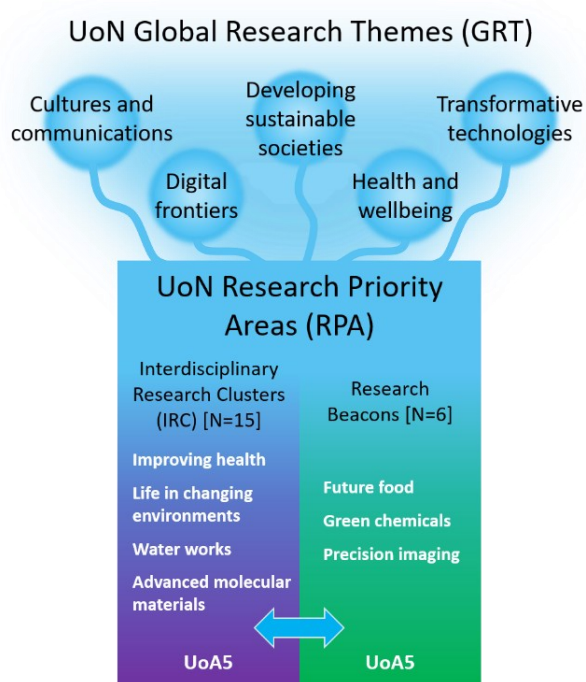 UoN Global Research Themes (GRT)
Cultures and
communications
Developing
sustainable
societies
Transformative
technologies
Digital
frontiers
Health and
wellbeing
UoN Research Priority
Areas (RPA)
Interdisciplinary
Research Clusters
(IRC) [N=15]
Improving health
Life in changing
environments
Water works
Advanced molecular
materials
UoA5
Research
Beacons [N=6]
Future food
Green chemicals
Precision imaging
UoA5